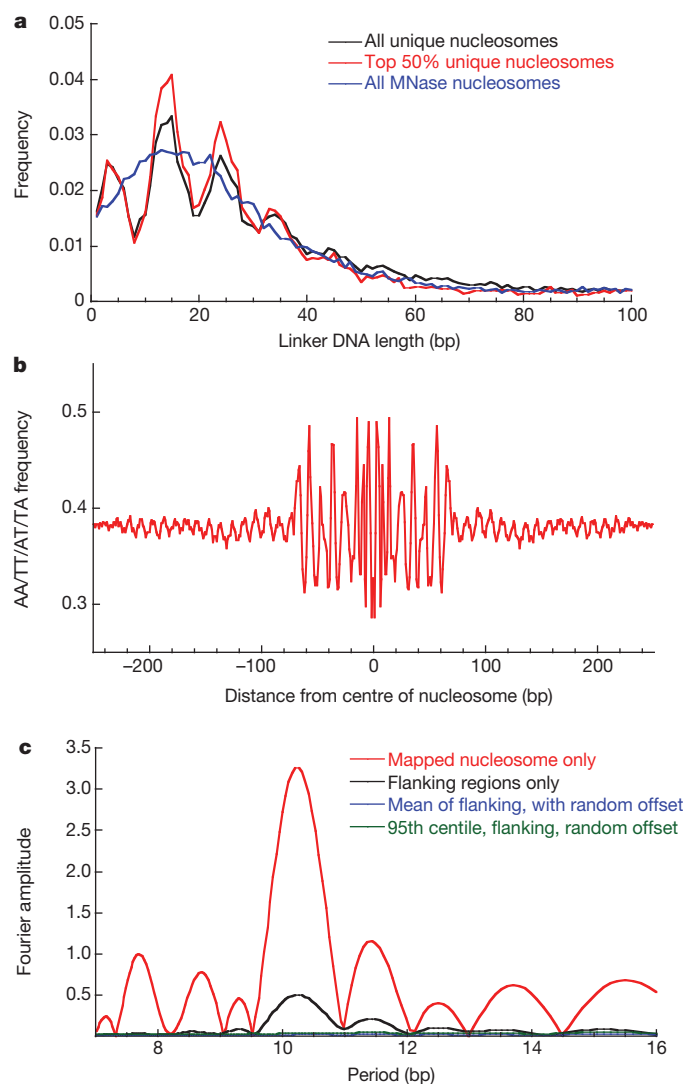 a
All unique nucleosomes
Top 50% unique nucleosomes
All MNase nucleosomes
0.05
0.04
0.03
0.02
0.01
0
Frequency
0 20 40 60 80 100
Linker DNA length (bp)
b
0.5
0.4
0.3
AA/TT/AT/TA frequency
−200 −100 0 100 200
Distance from centre of nucleosome (bp)
c
Mapped nucleosome only
Flanking regions only
Mean of flanking, with random offset
95th centile, flanking, random offset
3.5
3.0
2.5
2.0
1.5
1.0
0.5
Fourier amplitude
8 10 12 14 16
Period (bp)